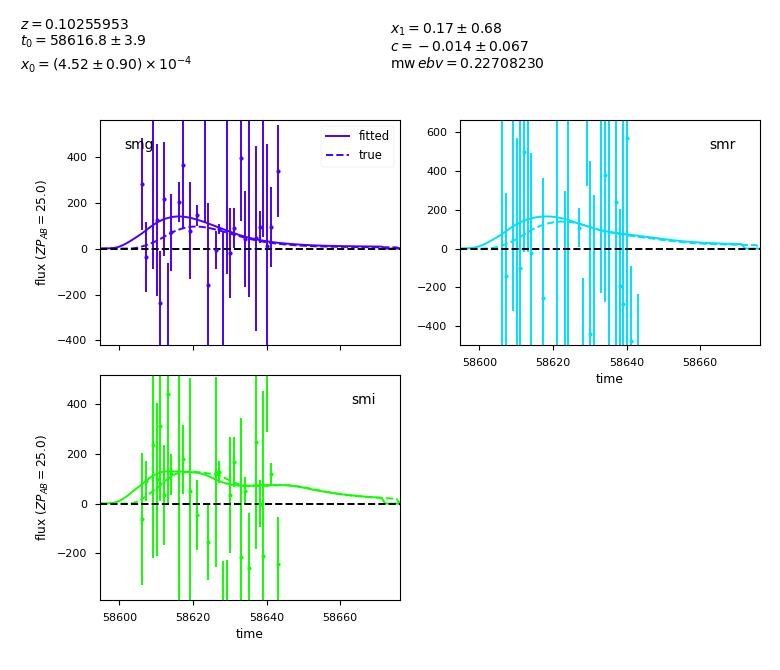 z = 0.10255953
t₀ = 58616.8 ± 3.9
x₀ = (4.52 ± 0.90) × 10⁻⁴
x₁ = 0.17 ± 0.68
c = −0.014 ± 0.067
mw ebv = 0.22708230
smg
fitted
true
400
200
0
−200
−400
flux (ZP_AB = 25.0)
smr
600
400
200
0
−200
−400
58600 58620 58640 58660
time
smi
400
200
0
−200
flux (ZP_AB = 25.0)
58600 58620 58640 58660
time